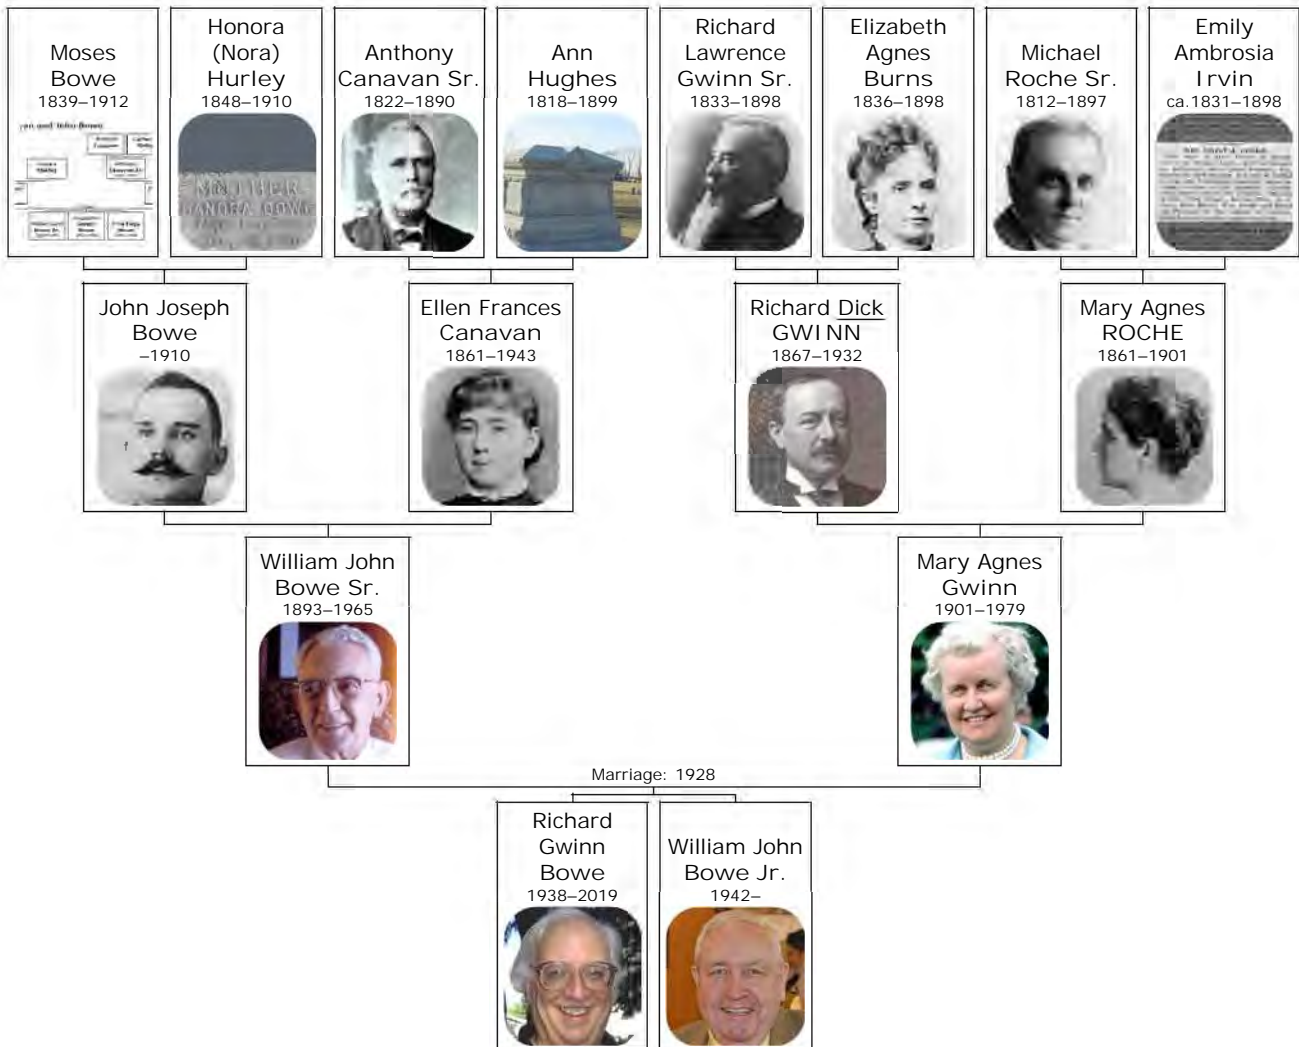 Moses
Bowe
1839–1912
Honora
(Nora)
Hurley
1848–1910
MOTHER
Anthony
Canavan Sr.
1822–1890
Ann
Hughes
1818–1899
Richard
Lawrence
Gwinn Sr.
1833–1898
Elizabeth
Agnes
Burns
1836–1898
Michael
Roche Sr.
1812–1897
Emily
Ambrosia
Irvin
ca.1831–1898
John Joseph
Bowe
–1910
Ellen Frances
Canavan
1861–1943
Richard Dick
GWINN
1867–1932
Mary Agnes
ROCHE
1861–1901
William John
Bowe Sr.
1893–1965
Mary Agnes
Gwinn
1901–1979
Marriage: 1928
Richard
Gwinn
Bowe
1938–2019
William John
Bowe Jr.
1942–